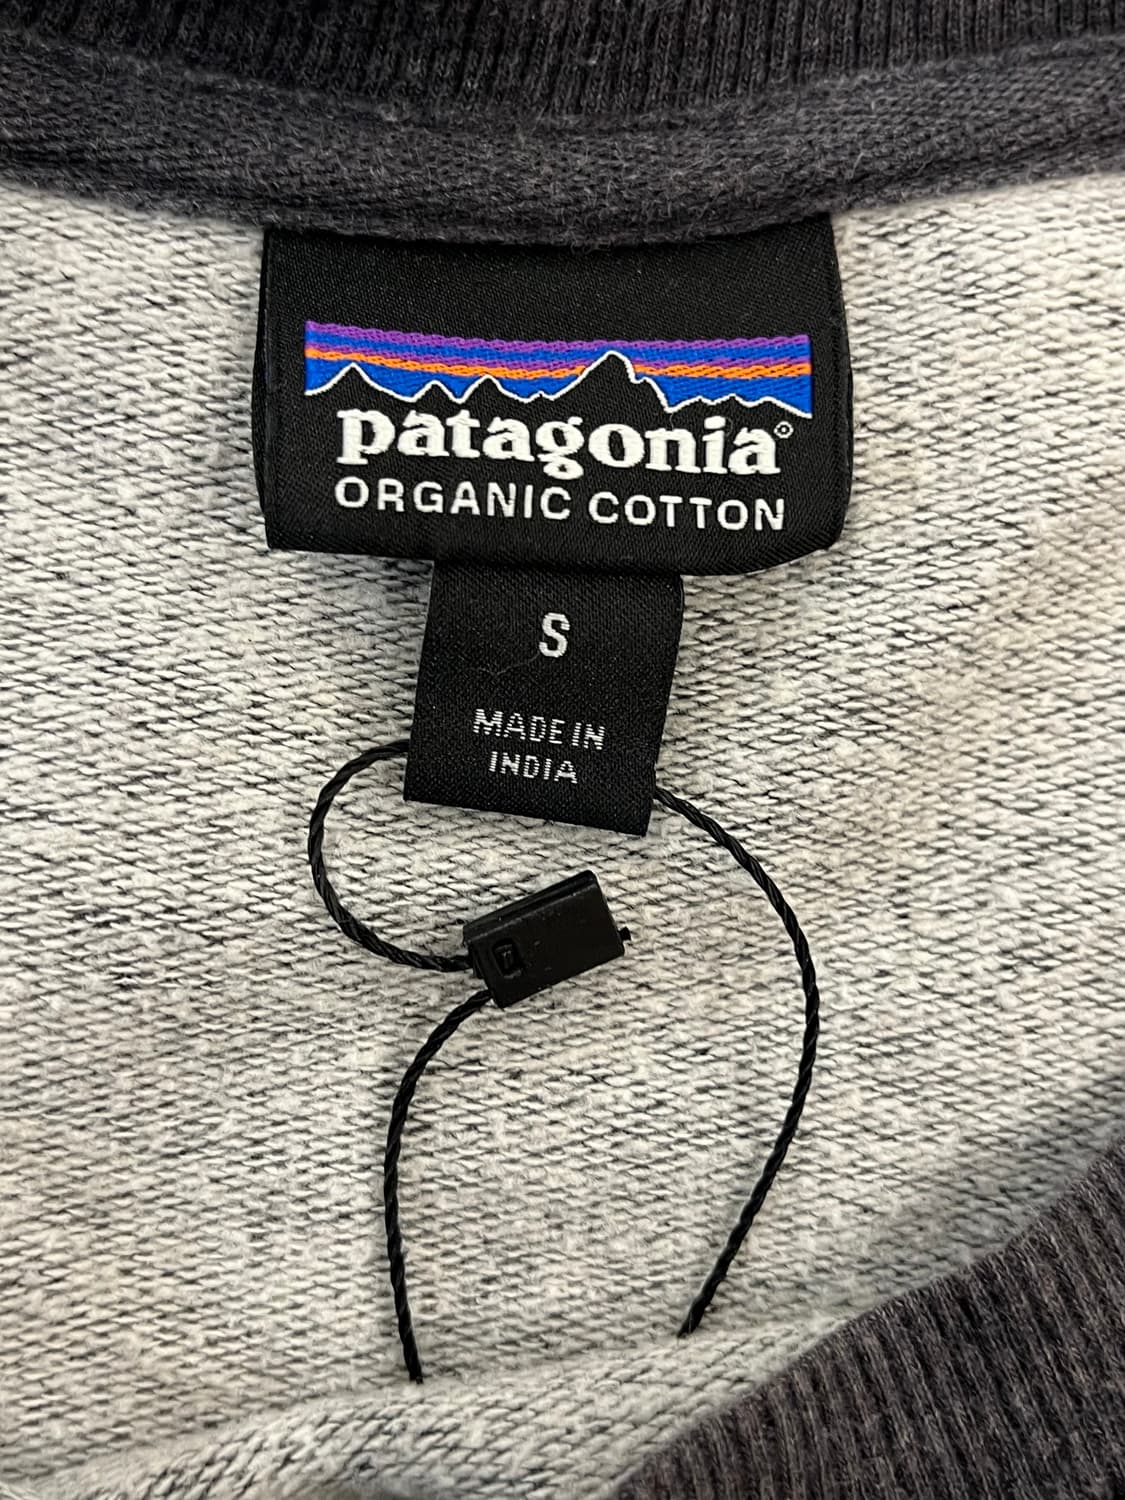 patagonia®
ORGANIC COTTON
S
MADE IN
INDIA